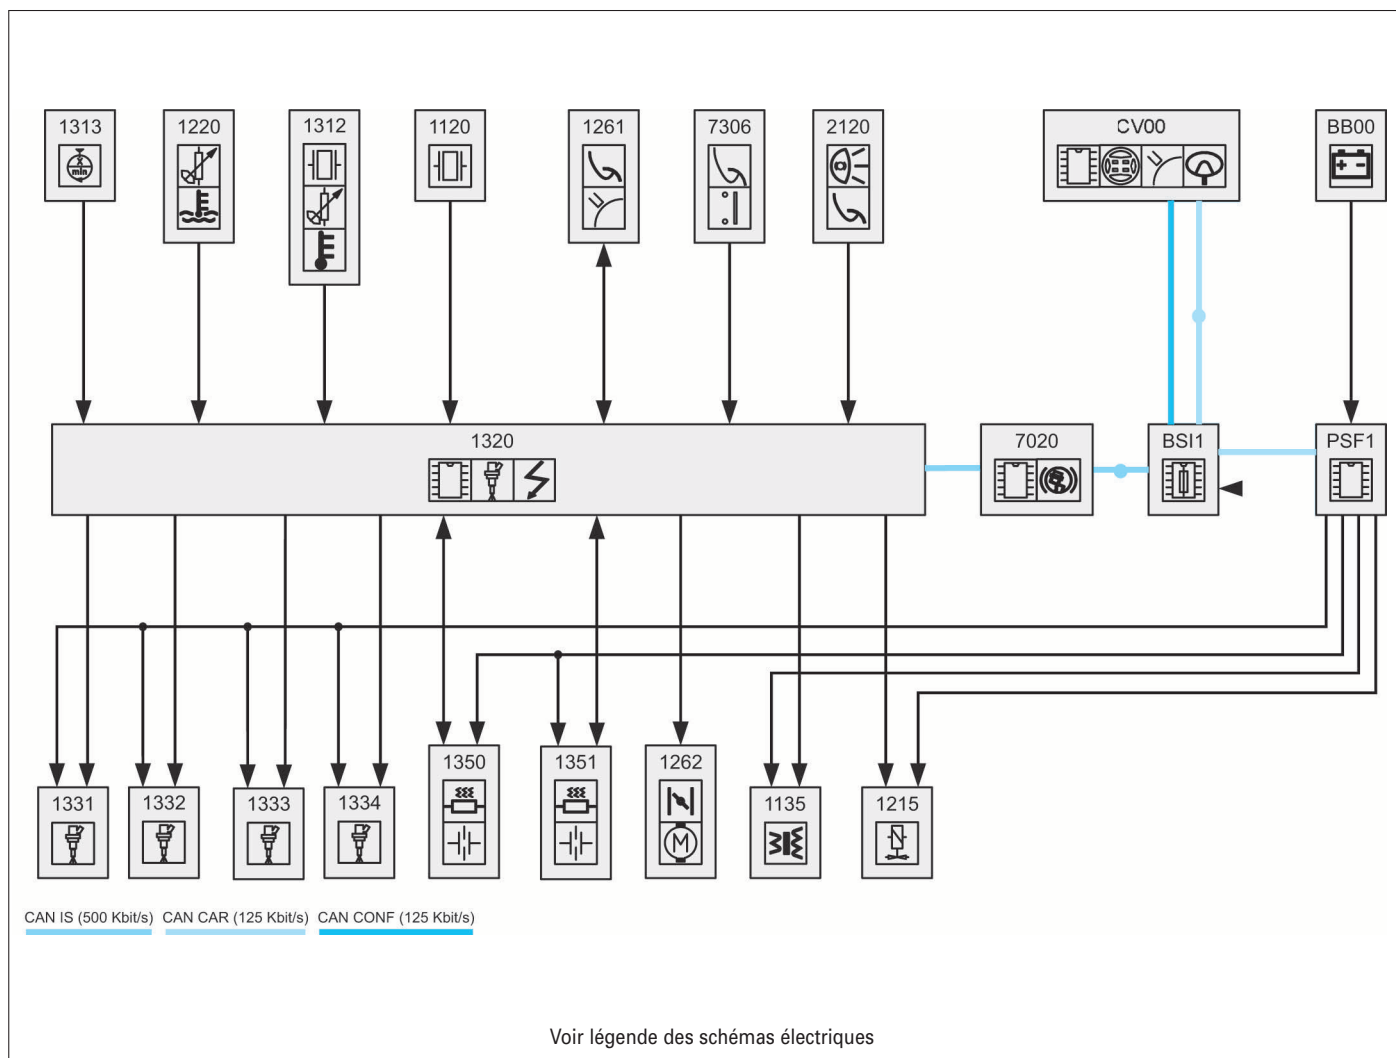 1313 1220 1312 1120 1261 7306 2120 CV00 BB00
min
1320 7020 BSI1 PSF1
1350 1351 1262
M
1331 1332 1333 1334 1135 1215
CAN IS (500 Kbit/s) CAN CAR (125 Kbit/s) CAN CONF (125 Kbit/s)
Voir légende des schémas électriques